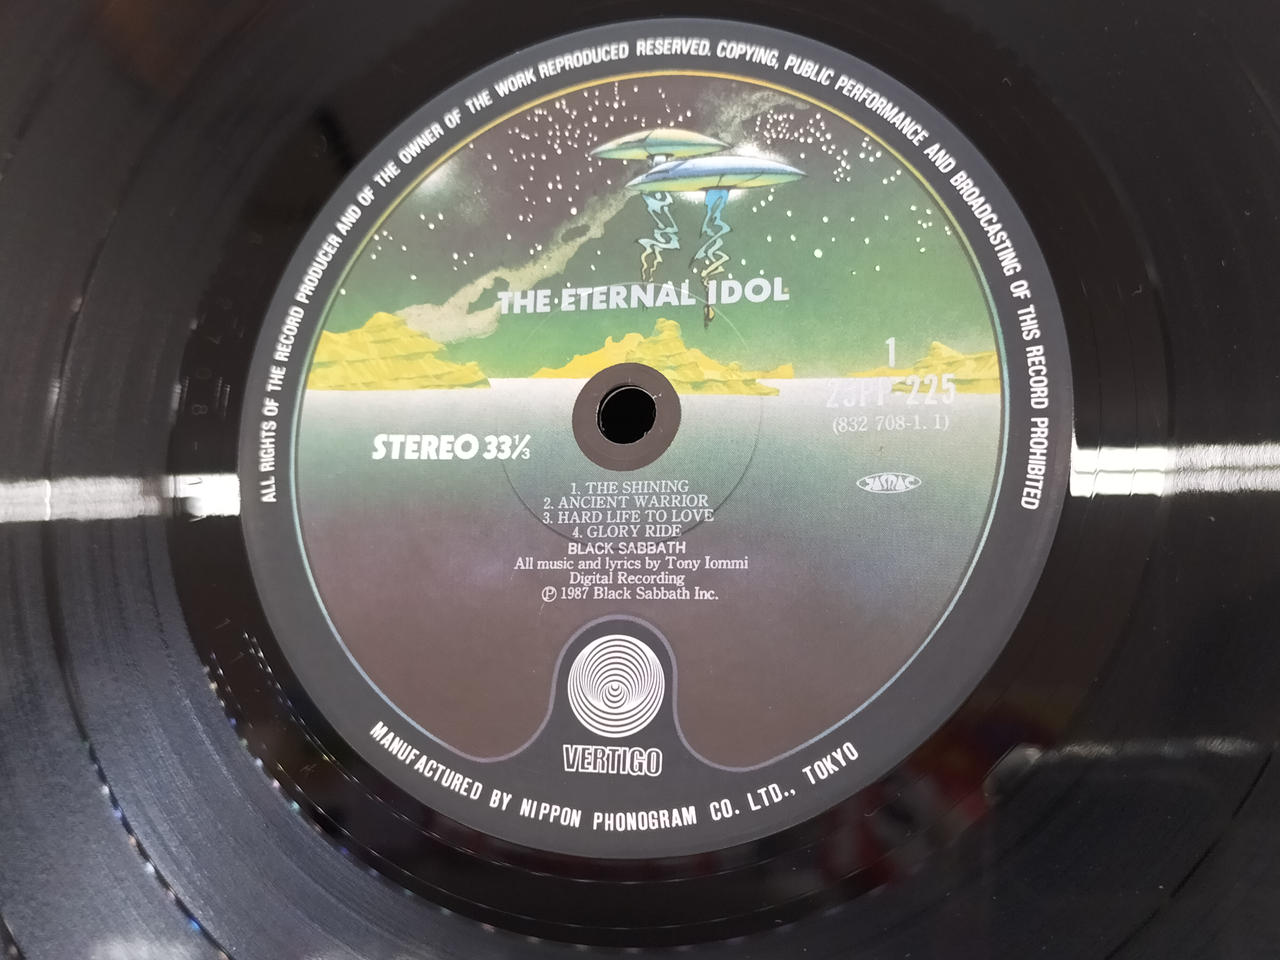 ALL RIGHTS OF THE RECORD PRODUCER AND OF THE OWNER OF THE WORK REPRODUCED RESERVED. COPYING, PUBLIC PERFORMANCE AND BROADCASTING OF THIS RECORD PROHIBITED
THE ETERNAL IDOL
1
25PP-225
(832 708-1. 1)
STEREO 33⅓
JASRAC
1. THE SHINING
2. ANCIENT WARRIOR
3. HARD LIFE TO LOVE
4. GLORY RIDE
BLACK SABBATH
All music and lyrics by Tony Iommi
Digital Recording
Ⓟ 1987 Black Sabbath Inc.
VERTIGO
MANUFACTURED BY NIPPON PHONOGRAM CO. LTD., TOKYO